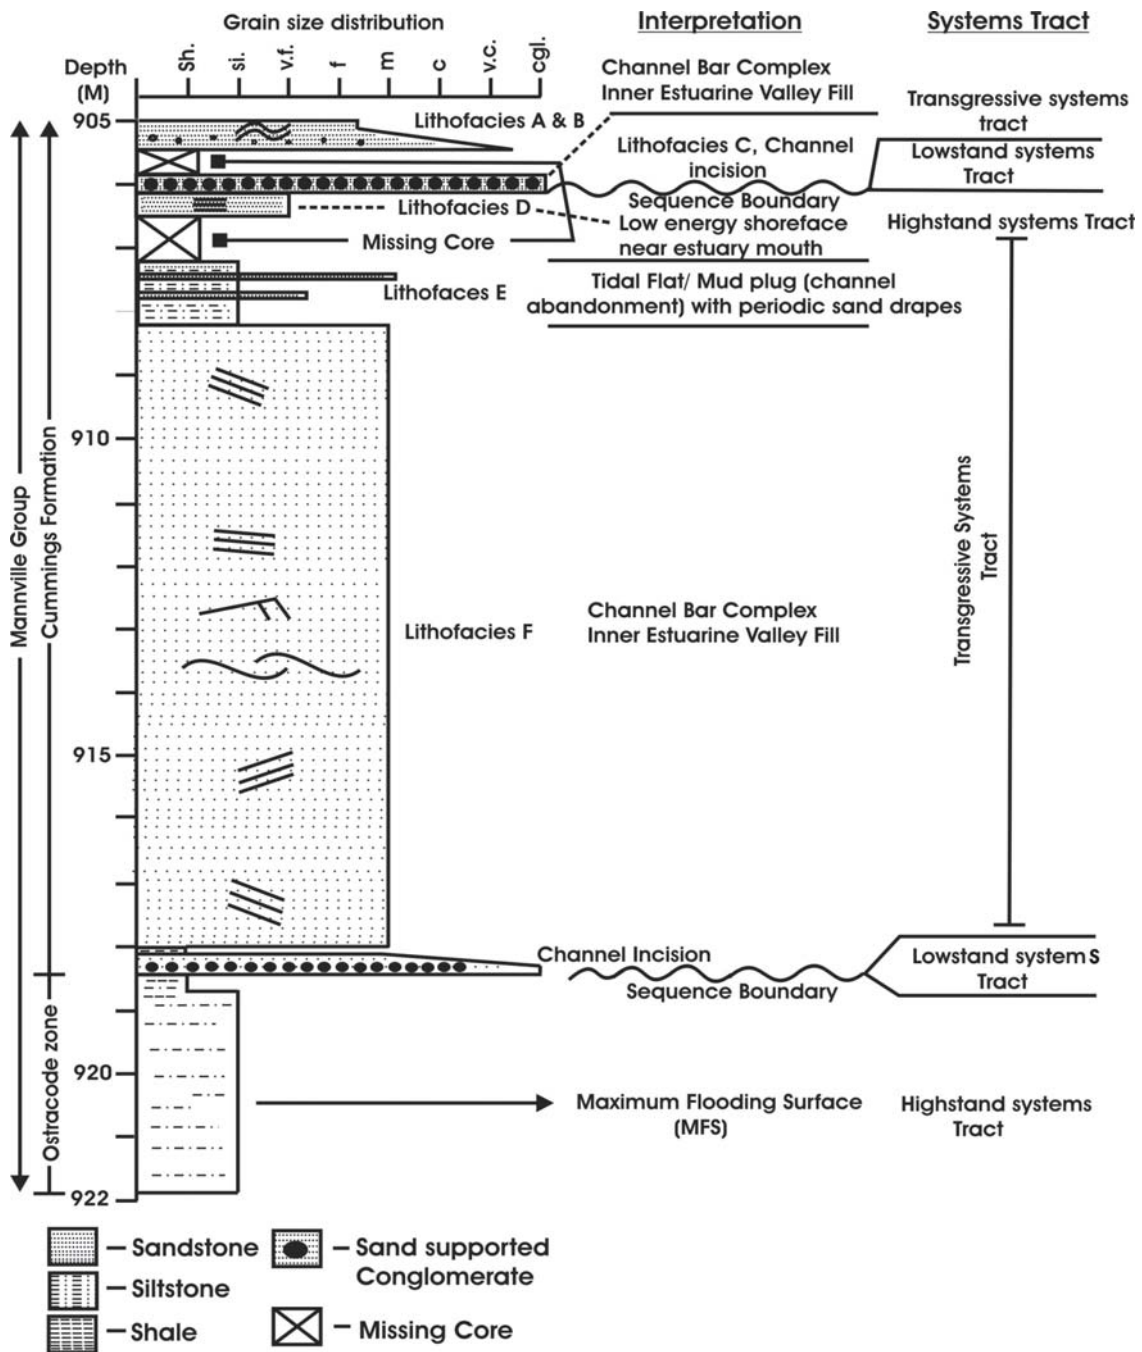 Grain size distribution
Interpretation
Systems Tract
Depth
(M)
Sh.
si.
v.f.
f
m
c
v.c.
cgl.
Channel Bar Complex
Inner Estuarine Valley Fill
Transgressive systems
tract
905
Lithofacies A & B
Lithofacies C, Channel
incision
Lowstand systems
Tract
Sequence Boundary
Lithofacies D
Low energy shoreface
near estuary mouth
Highstand systems Tract
Missing Core
Lithofaces E
Tidal Flat/ Mud plug (channel
abandonment) with periodic sand drapes
910
Mannville Group
Cummings Formation
Transgressive Systems
Tract
Lithofacies F
Channel Bar Complex
Inner Estuarine Valley Fill
915
Channel Incision
Sequence Boundary
Lowstand system S
Tract
Ostracode zone
920
Maximum Flooding Surface
(MFS)
Highstand systems
Tract
922
– Sandstone
– Siltstone
– Shale
– Sand supported
Conglomerate
– Missing Core